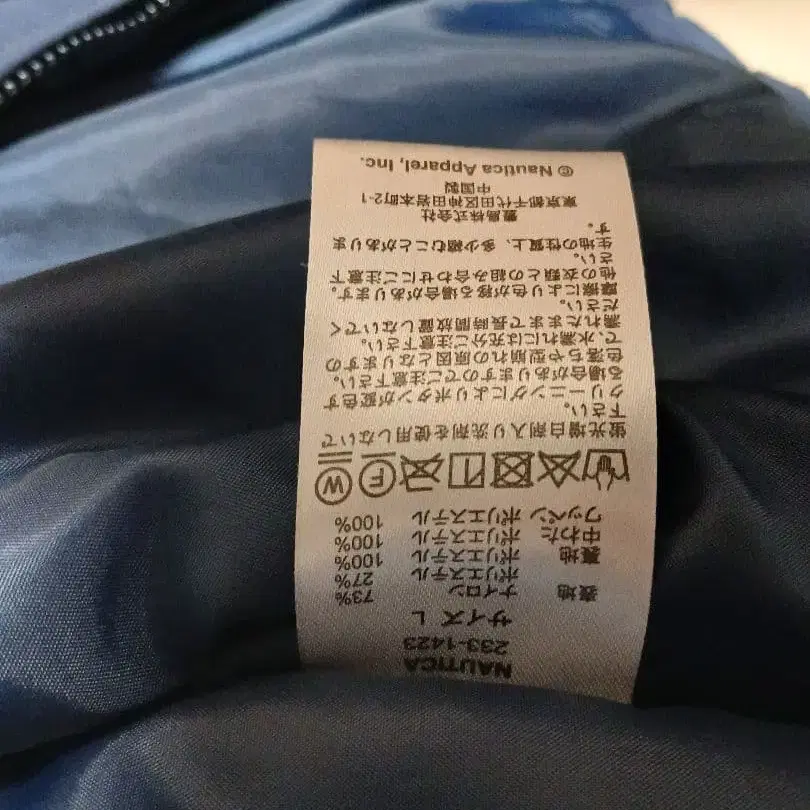 NAUTICA
233-1423
サイズ L
表地 ナイロン 73%
ポリエステル 27%
裏地 ポリエステル 100%
中わた ポリエステル 100%
ワッペン ポリエステル 100%
F W
蛍光増白剤入り洗剤を使用しないで
下さい。
クリーニングによりボタンが変色す
る場合がありますのでご注意下さい。
色落ちや型崩れの原因となりますの
で、水濡れには充分ご注意下さい。
濡れたままで長時間放置しないでく
ださい。
摩擦により色が移る場合があります。
他の衣類との組み合わせにご注意下
さい。
生地の性質上、多少縮むことがありま
す。
豊島株式会社
東京都千代田区神田岩本町2-1
中国製
© Nautica Apparel, Inc.